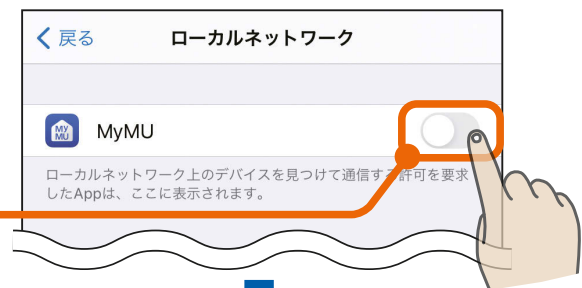 戻る
ローカルネットワーク
MY
MU
MyMU
ローカルネットワーク上のデバイスを見つけて通信する許可を要求
したAppは、ここに表示されます。